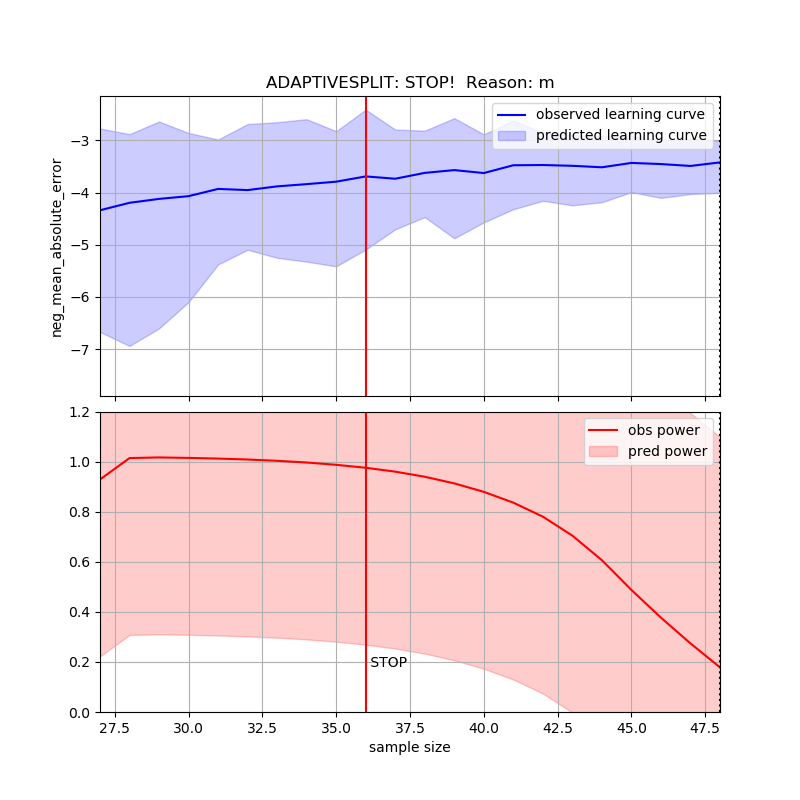 ADAPTIVESPLIT: STOP!  Reason: m
observed learning curve
predicted learning curve
neg_mean_absolute_error
−3
−4
−5
−6
−7
obs power
pred power
1.2
1.0
0.8
0.6
0.4
0.2
0.0
STOP
27.5 30.0 32.5 35.0 37.5 40.0 42.5 45.0 47.5
sample size